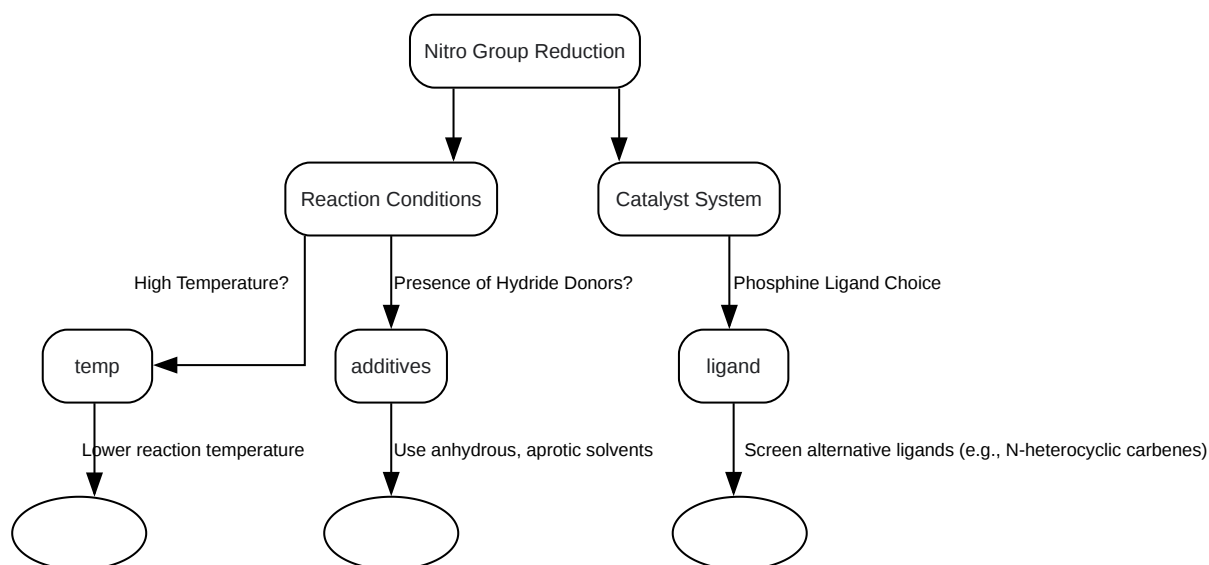 Nitro Group Reduction
Reaction Conditions
Catalyst System
High Temperature?
Presence of Hydride Donors?
Phosphine Ligand Choice
temp
additives
ligand
Lower reaction temperature
Use anhydrous, aprotic solvents
Screen alternative ligands (e.g., N-heterocyclic carbenes)